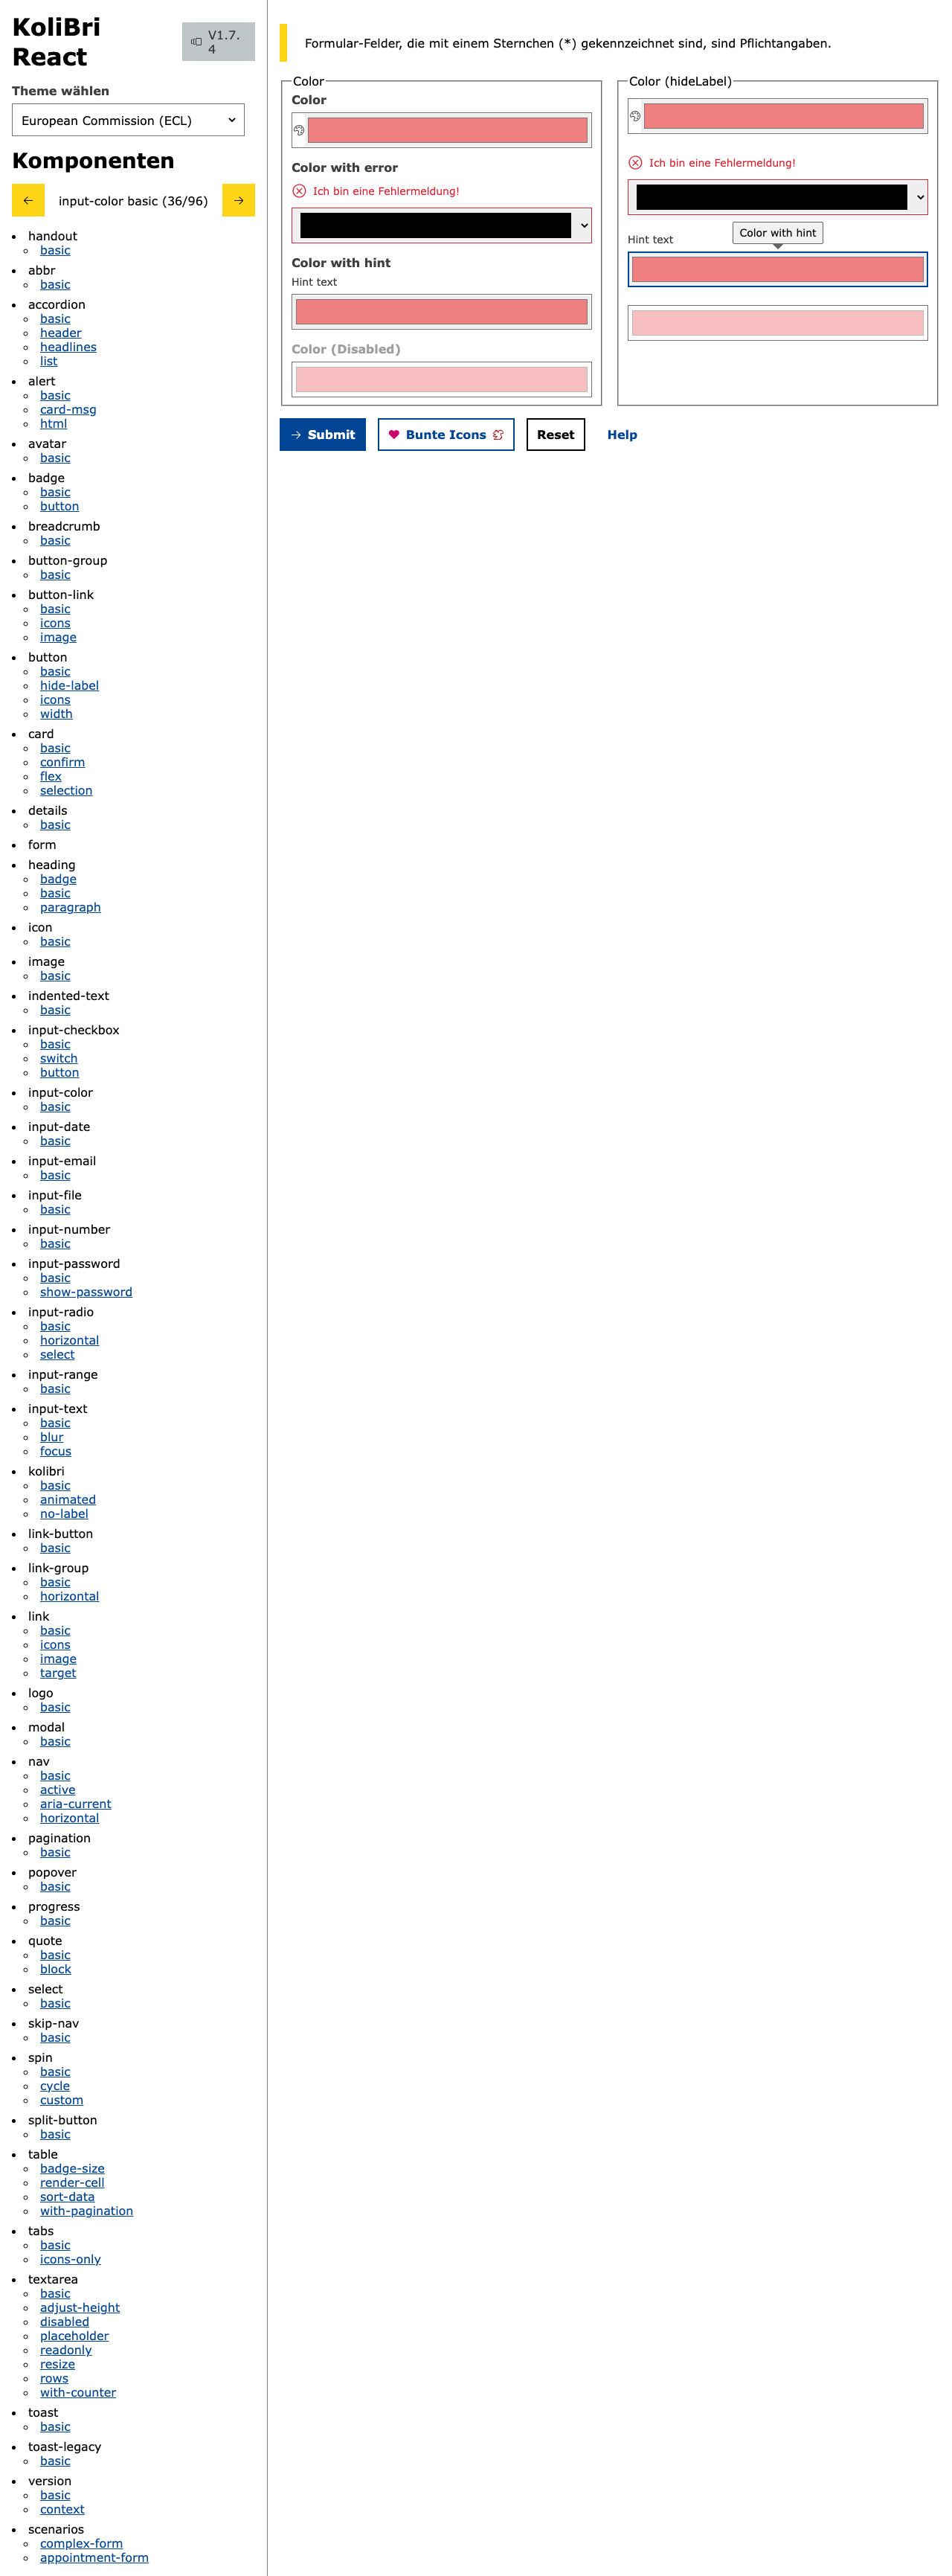 KoliBri
React
V1.7.
4
Theme wählen
European Commission (ECL)
Komponenten
input-color basic (36/96)
handout
basic
abbr
basic
accordion
basic
header
headlines
list
alert
basic
card-msg
html
avatar
basic
badge
basic
button
breadcrumb
basic
button-group
basic
button-link
basic
icons
image
button
basic
hide-label
icons
width
card
basic
confirm
flex
selection
details
basic
form
heading
badge
basic
paragraph
icon
basic
image
basic
indented-text
basic
input-checkbox
basic
switch
button
input-color
basic
input-date
basic
input-email
basic
input-file
basic
input-number
basic
input-password
basic
show-password
input-radio
basic
horizontal
select
input-range
basic
input-text
basic
blur
focus
kolibri
basic
animated
no-label
link-button
basic
link-group
basic
horizontal
link
basic
icons
image
target
logo
basic
modal
basic
nav
basic
active
aria-current
horizontal
pagination
basic
popover
basic
progress
basic
quote
basic
block
select
basic
skip-nav
basic
spin
basic
cycle
custom
split-button
basic
table
badge-size
render-cell
sort-data
with-pagination
tabs
basic
icons-only
textarea
basic
adjust-height
disabled
placeholder
readonly
resize
rows
with-counter
toast
basic
toast-legacy
basic
version
basic
context
scenarios
complex-form
appointment-form
Formular-Felder, die mit einem Sternchen (*) gekennzeichnet sind, sind Pflichtangaben.
Color
Color
Color with error
Ich bin eine Fehlermeldung!
Color with hint
Hint text
Color (Disabled)
Color (hideLabel)
Ich bin eine Fehlermeldung!
Color with hint
Hint text
Submit
Bunte Icons
Reset
Help